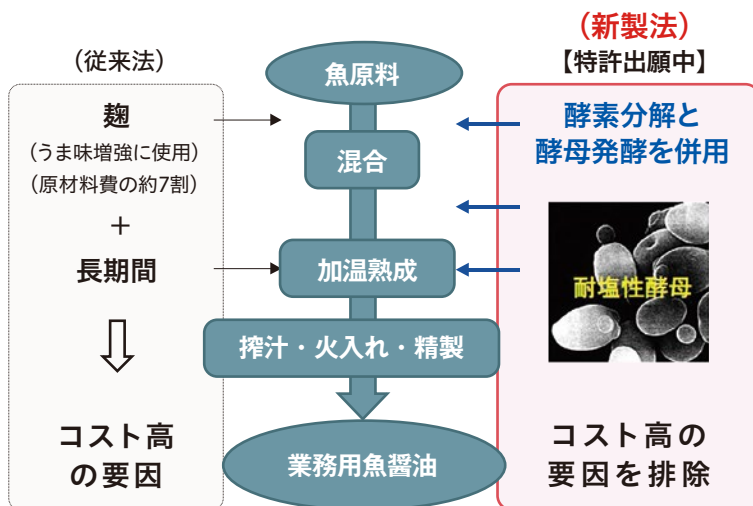 （従来法）
麹
（うま味増強に使用）
（原材料費の約7割）
＋
長期間
コスト高
の要因
魚原料
混合
加温熟成
搾汁・火入れ・精製
業務用魚醤油
（新製法）
【特許出願中】
酵素分解と
酵母発酵を併用
耐塩性酵母
コスト高の
要因を排除